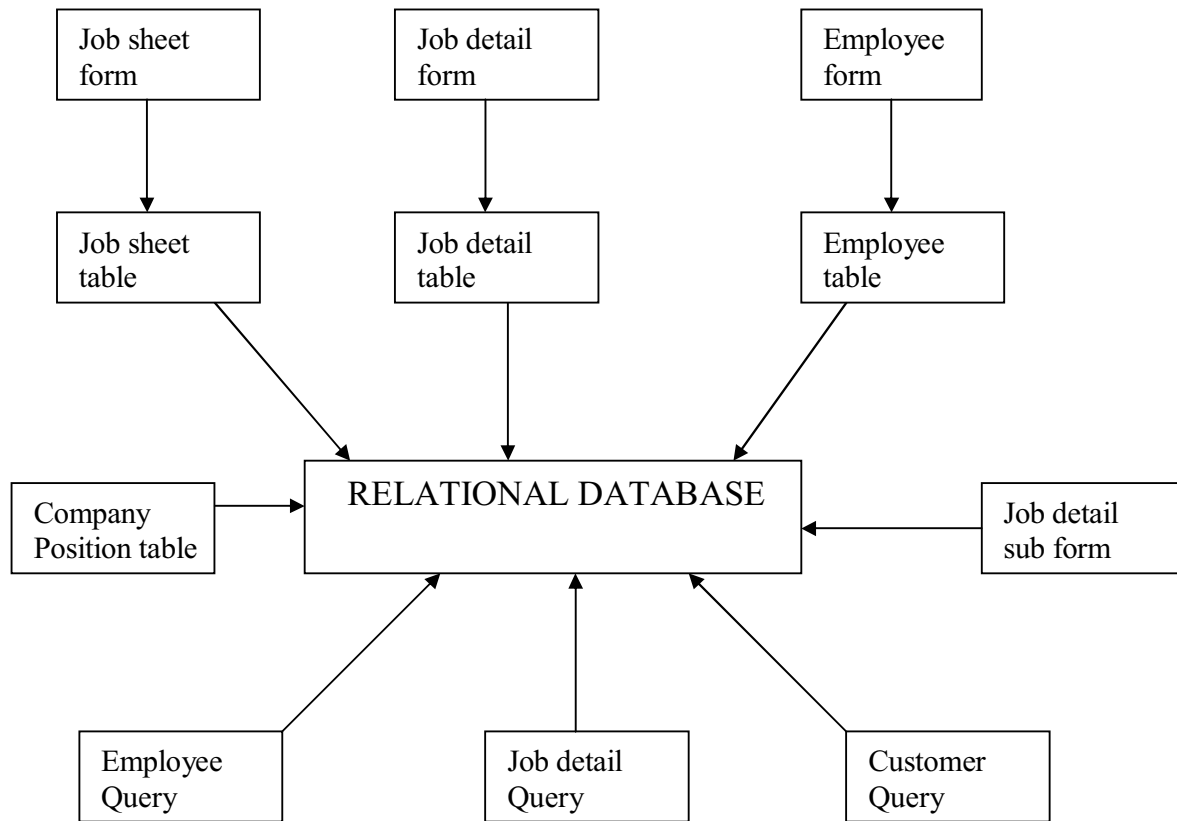 Job sheet
form
Job detail
form
Employee
form
Job sheet
table
Job detail
table
Employee
table
RELATIONAL DATABASE
Company
Position table
Job detail
sub form
Employee
Query
Job detail
Query
Customer
Query